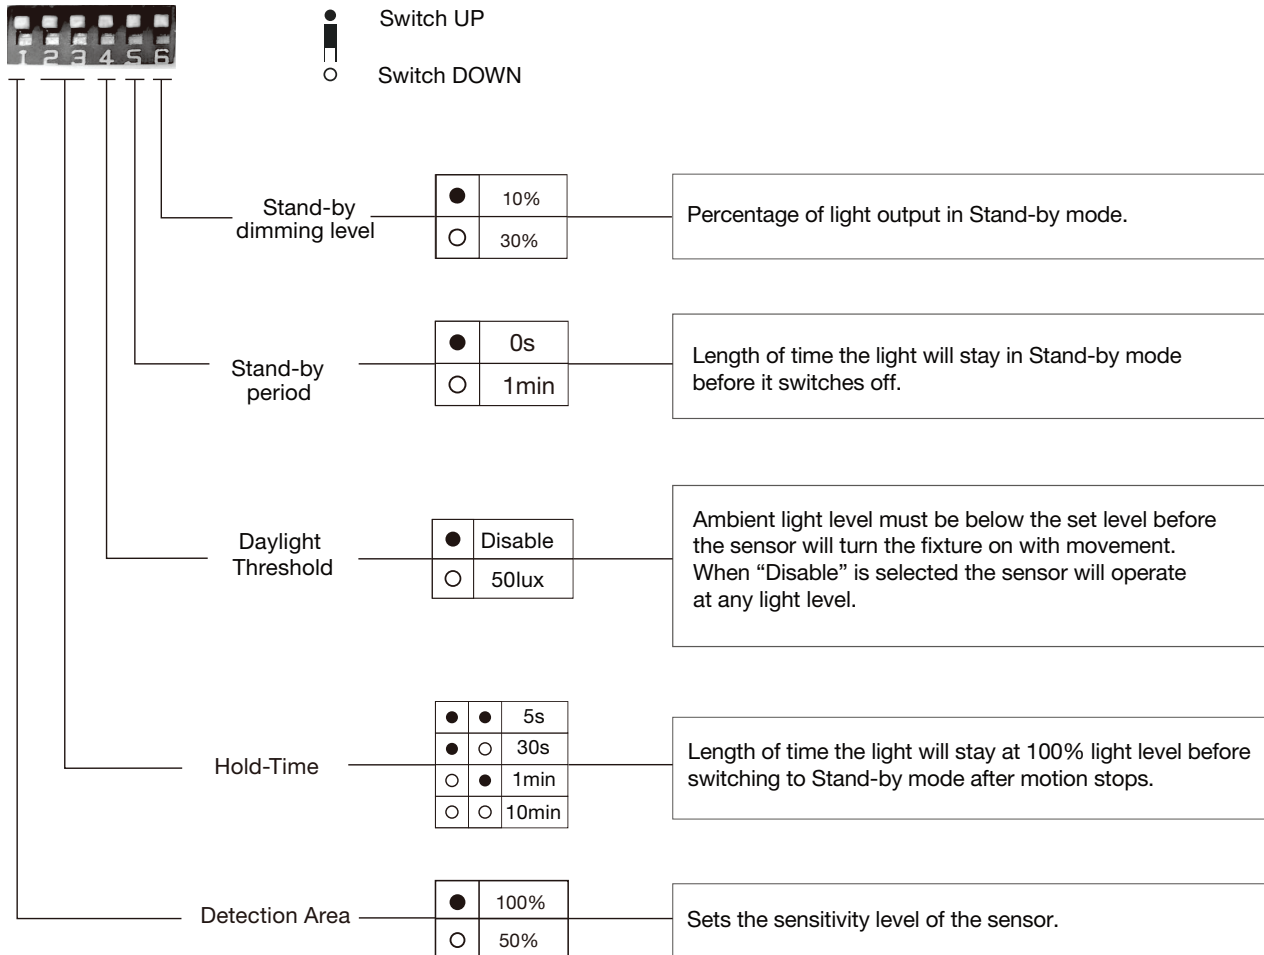 1 2 3 4 5 6
Switch UP
Switch DOWN
Stand-by
dimming level
10%
30%
Percentage of light output in Stand-by mode.
Stand-by
period
0s
1min
Length of time the light will stay in Stand-by mode
before it switches off.
Daylight
Threshold
Disable
50lux
Ambient light level must be below the set level before
the sensor will turn the fixture on with movement.
When “Disable” is selected the sensor will operate
at any light level.
Hold-Time
5s
30s
1min
10min
Length of time the light will stay at 100% light level before
switching to Stand-by mode after motion stops.
Detection Area
100%
50%
Sets the sensitivity level of the sensor.